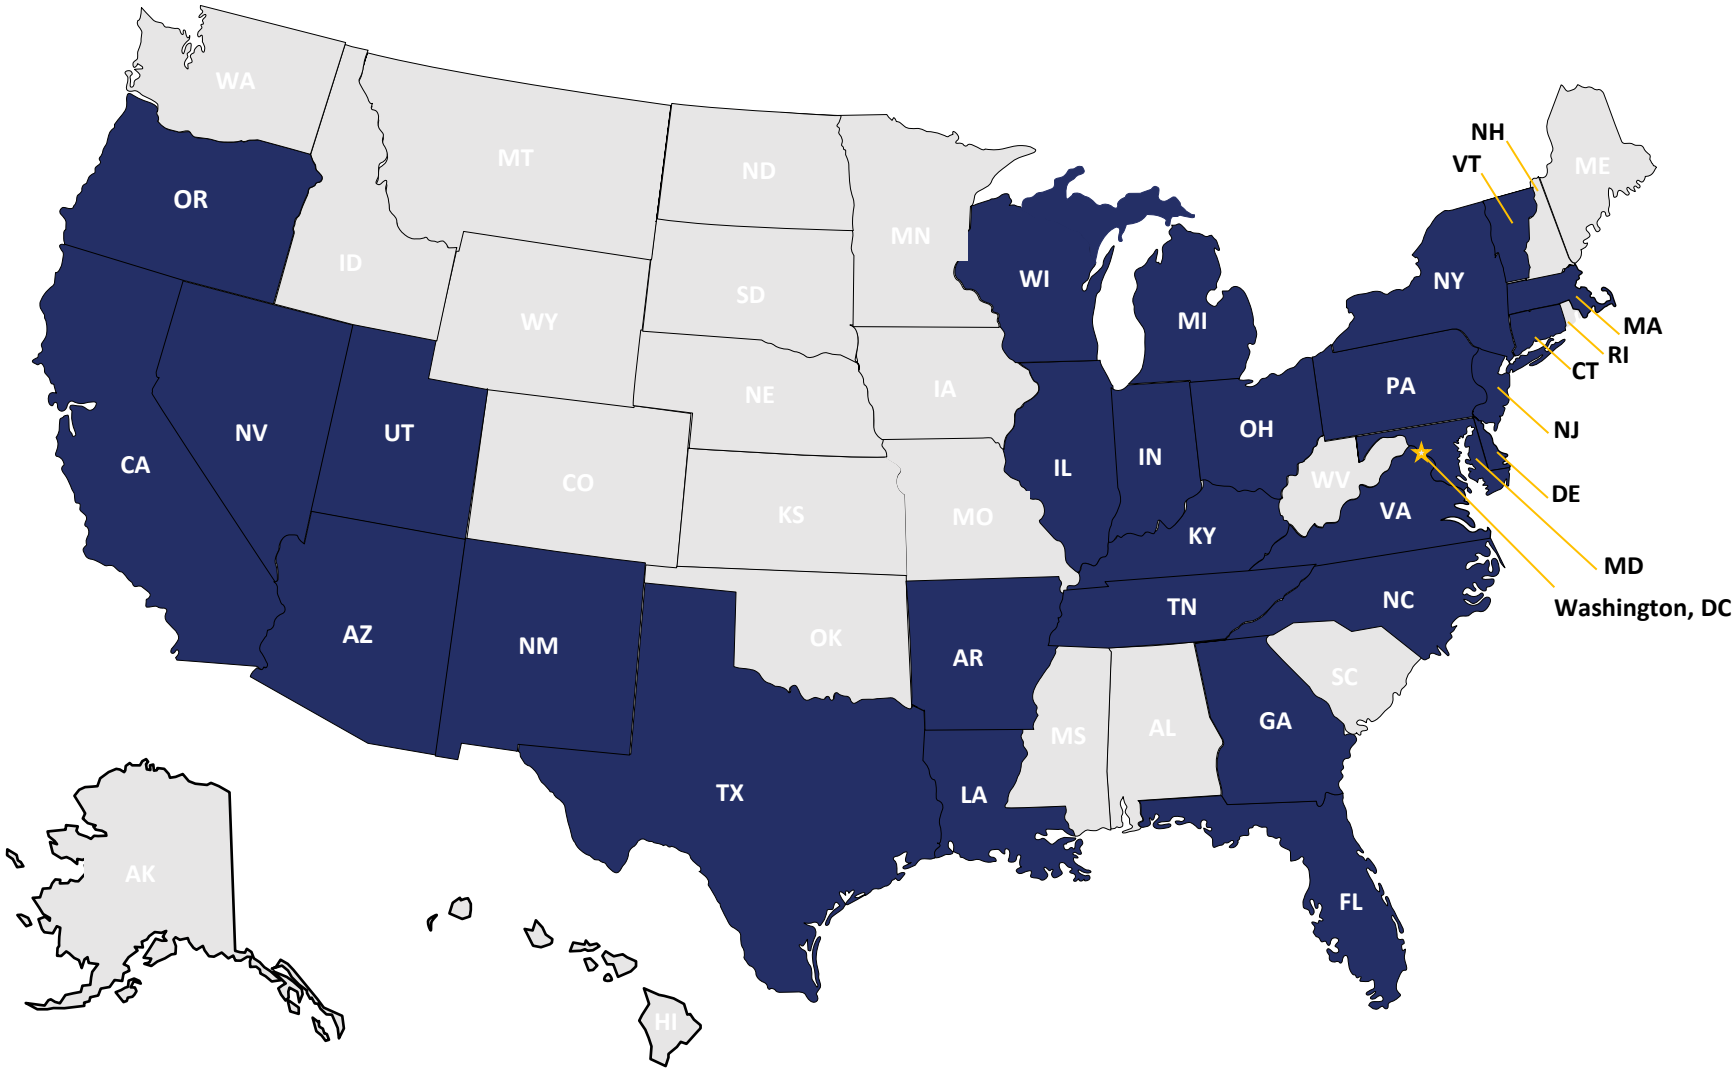 WA
MT
ND
MN
NH
VT
ME
OR
ID
SD
WY
WI
MI
NY
MA
RI
CT
NE
IA
PA
NV
UT
CA
CO
KS
MO
IL
IN
OH
WV
NJ
DE
VA
KY
MD
Washington, DC
AZ
NM
OK
AR
TN
NC
SC
MS
AL
GA
TX
LA
FL
AK
HI